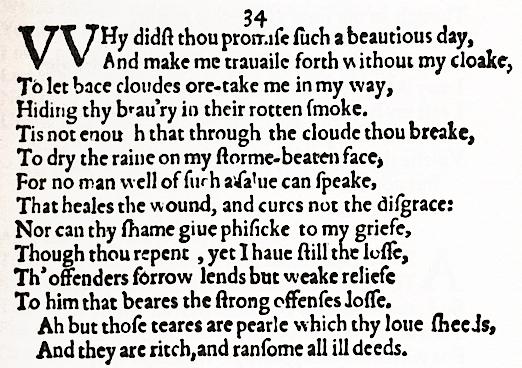 34
VVHy didſt thou promiſe ſuch a beautious day,
And make me trauaile forth without my cloake,
To let bace cloudes ore-take me in my way,
Hiding thy brau'ry in their rotten ſmoke.
Tis not enough that through the cloude thou breake,
To dry the raine on my ſtorme-beaten face,
For no man well of ſuch a ſalue can ſpeake,
That heales the wound, and cures not the diſgrace:
Nor can thy ſhame giue phiſicke to my griefe,
Though thou repent , yet I haue ſtill the loſſe,
Th' offenders ſorrow lends but weake reliefe
To him that beares the ſtrong offenſes loſſe.
Ah but thoſe teares are pearle which thy loue ſheeds,
And they are ritch,and ranſome all ill deeds.